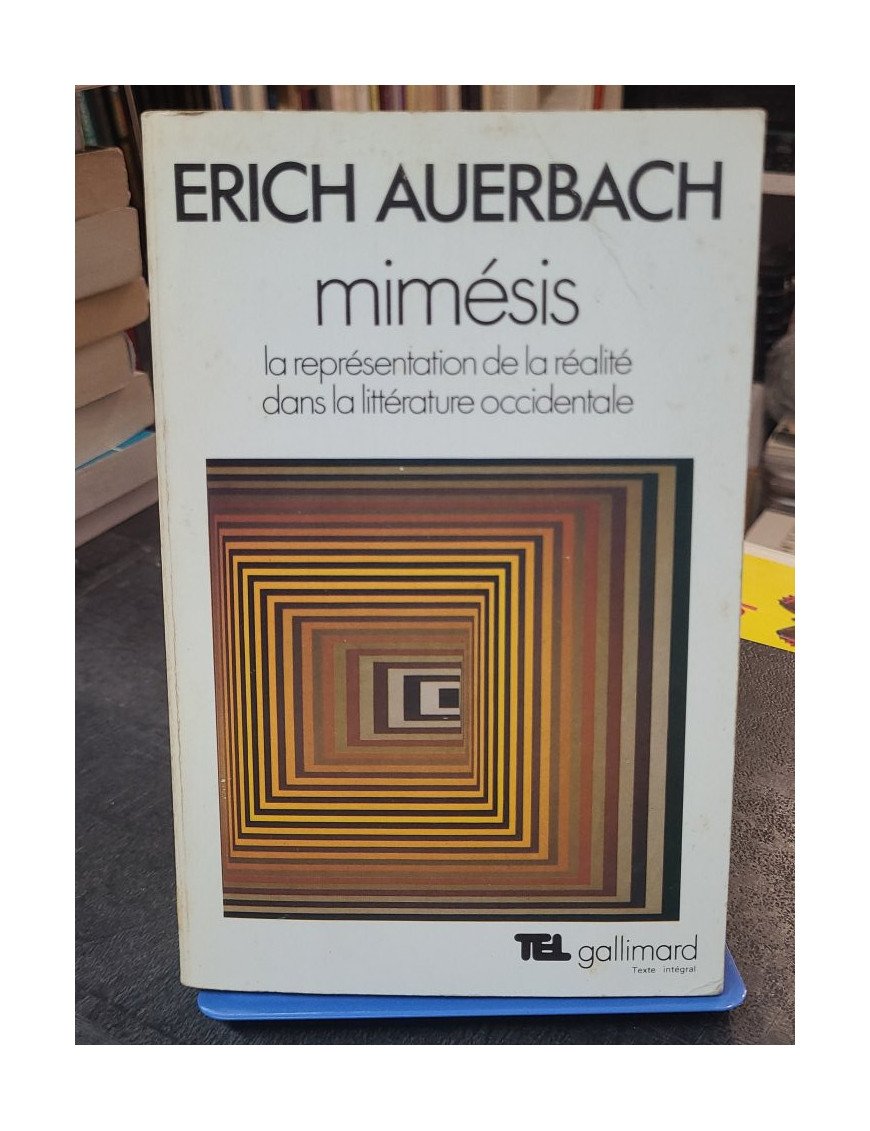 ERICH AUERBACH
mimésis
la représentation de la réalité
dans la littérature occidentale
TEL gallimard
Texte intégral